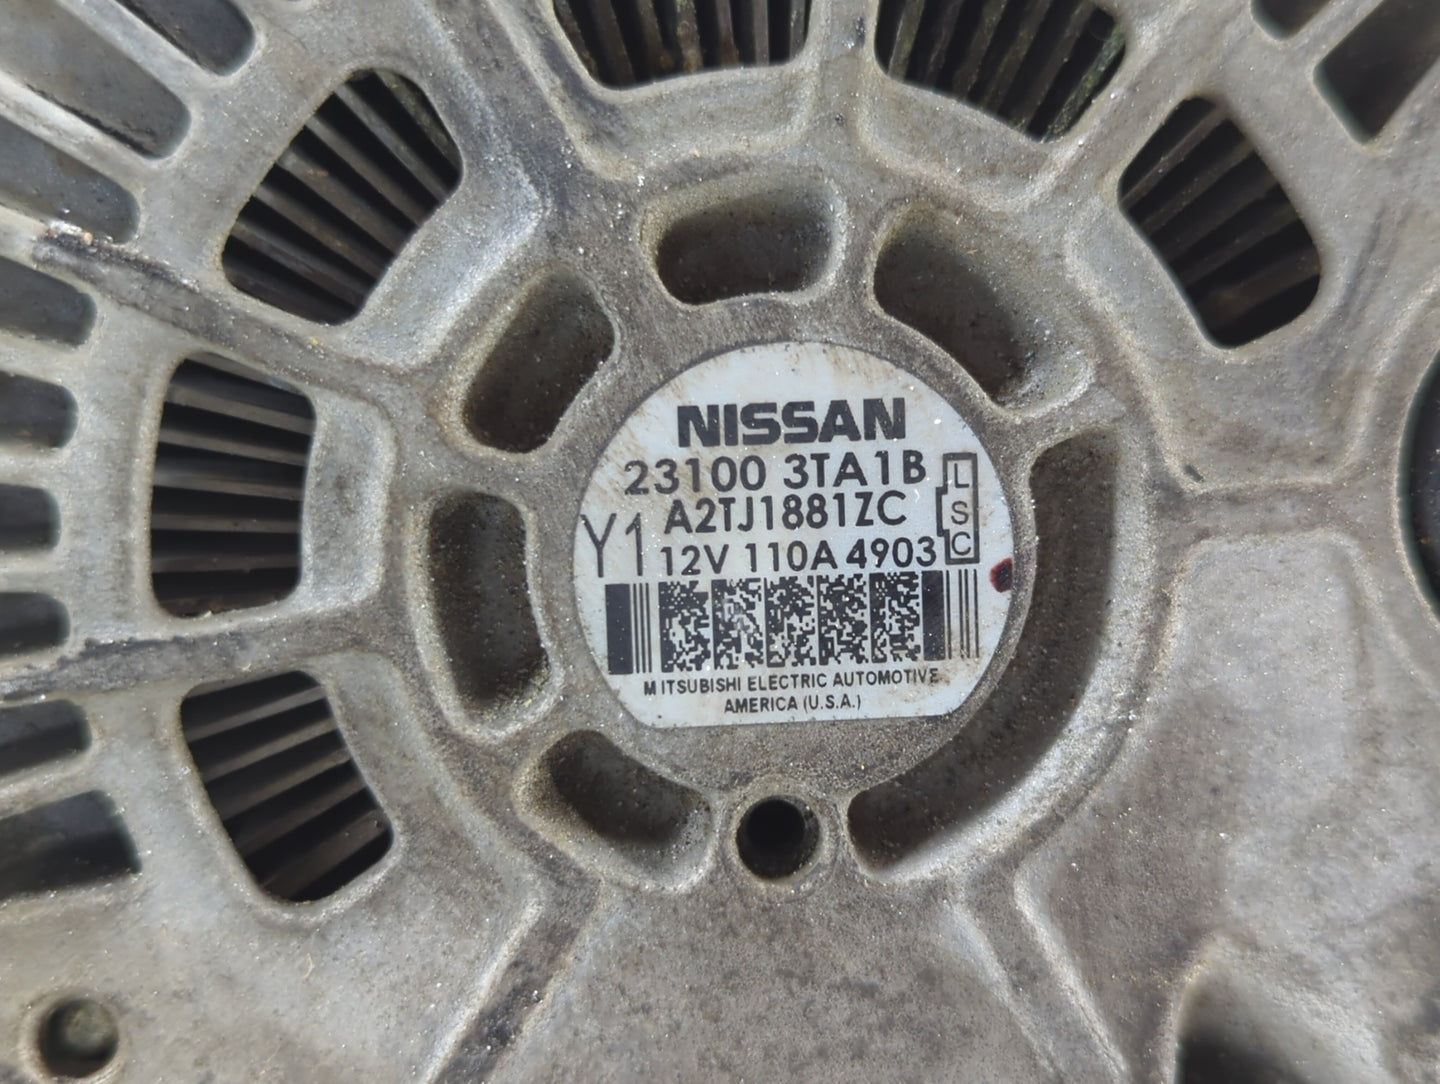 NISSAN
23100 3TA1B
A2TJ1881ZC
Y1 12V 110A 4903
L
S
C
MITSUBISHI ELECTRIC AUTOMOTIVE
AMERICA (U.S.A.)